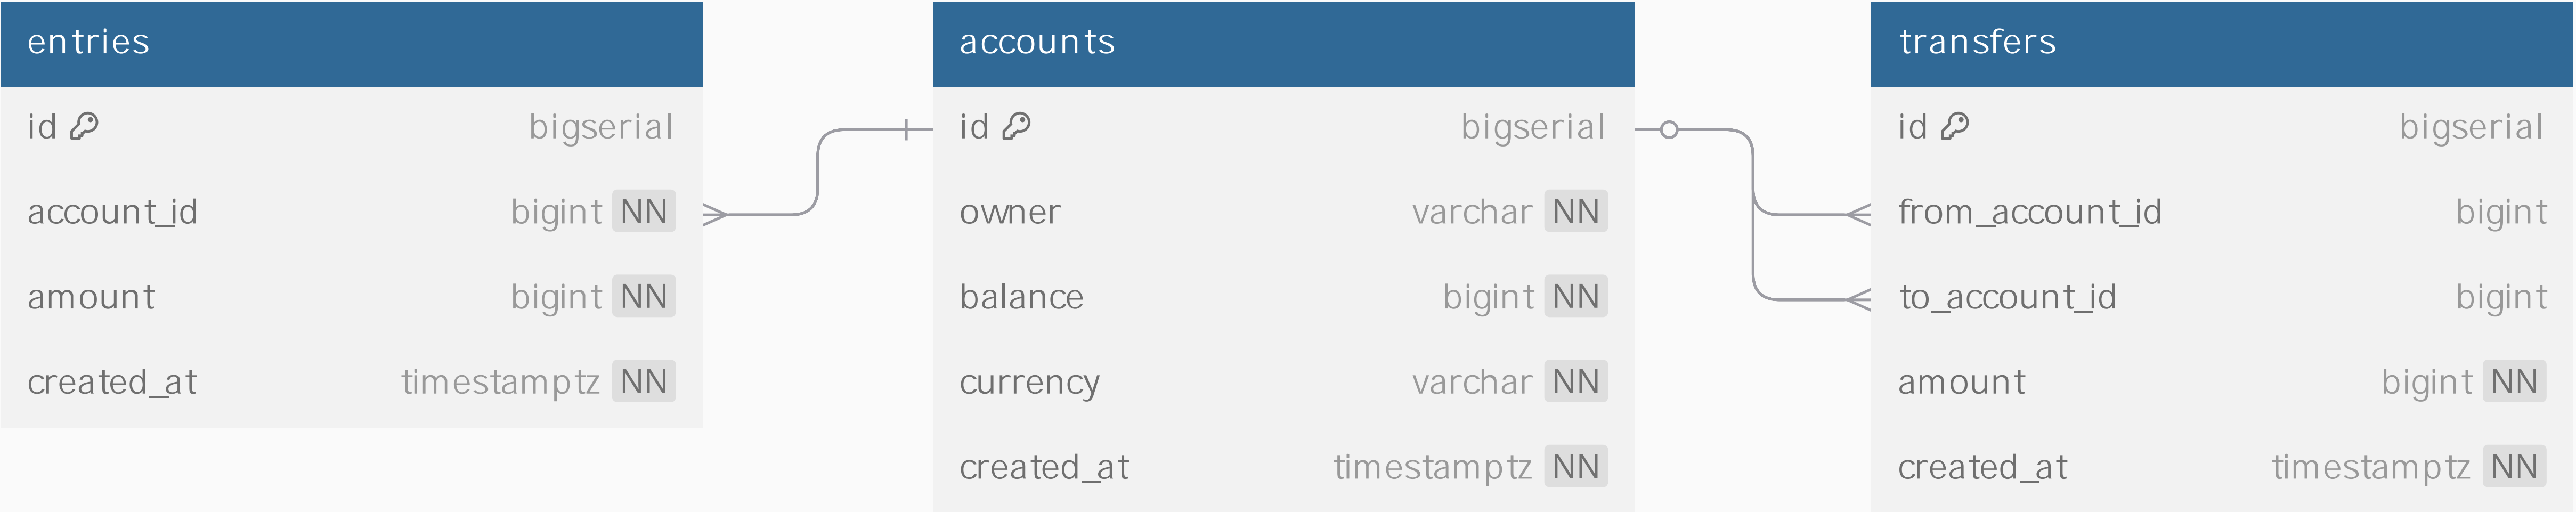 entries
id bigserial
account_id bigint NN
amount bigint NN
created_at timestamptz NN
accounts
id bigserial
owner varchar NN
balance bigint NN
currency varchar NN
created_at timestamptz NN
transfers
id bigserial
from_account_id bigint
to_account_id bigint
amount bigint NN
created_at timestamptz NN